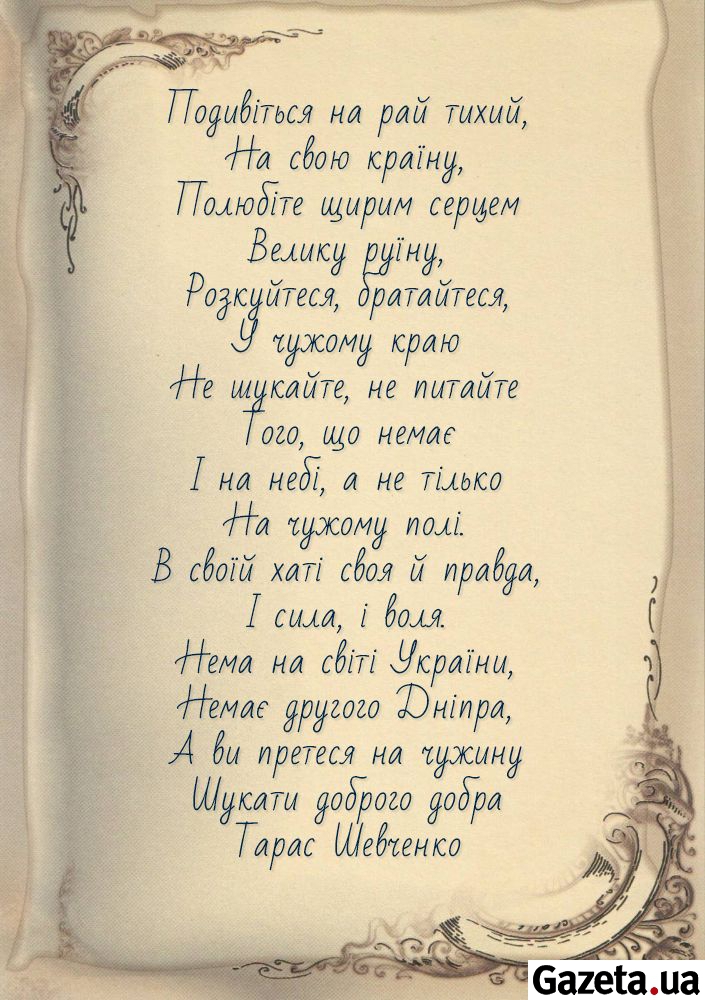 Подивіться на рай тихий,
На свою країну,
Полюбіте щирим серцем
Велику руїну,
Розкуйтеся, братайтеся,
У чужому краю
Не шукайте, не питайте
Того, що немає
І на небі, а не тілько
На чужому полі.
В своїй хаті своя й правда,
І сила, і воля.
Нема на світі України,
Немає другого Дніпра,
А ви претеся на чужину
Шукати доброго добра
Тарас Шевченко
Gazeta.ua